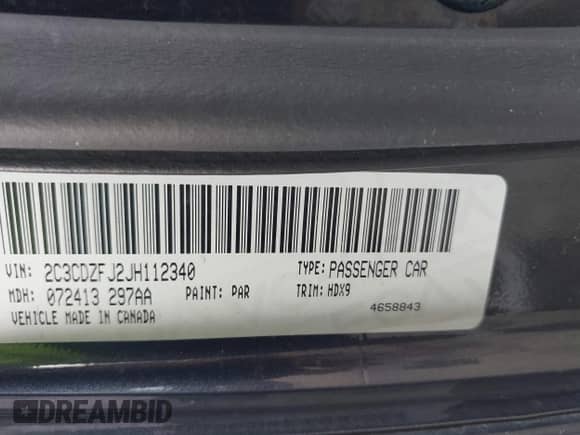 VIN: 2C3CDZFJ2JH112340 TYPE: PASSENGER CAR
MDH: 072413 297AA PAINT: PAR TRIM: HDX9
VEHICLE MADE IN CANADA 4658843
DREAMBID